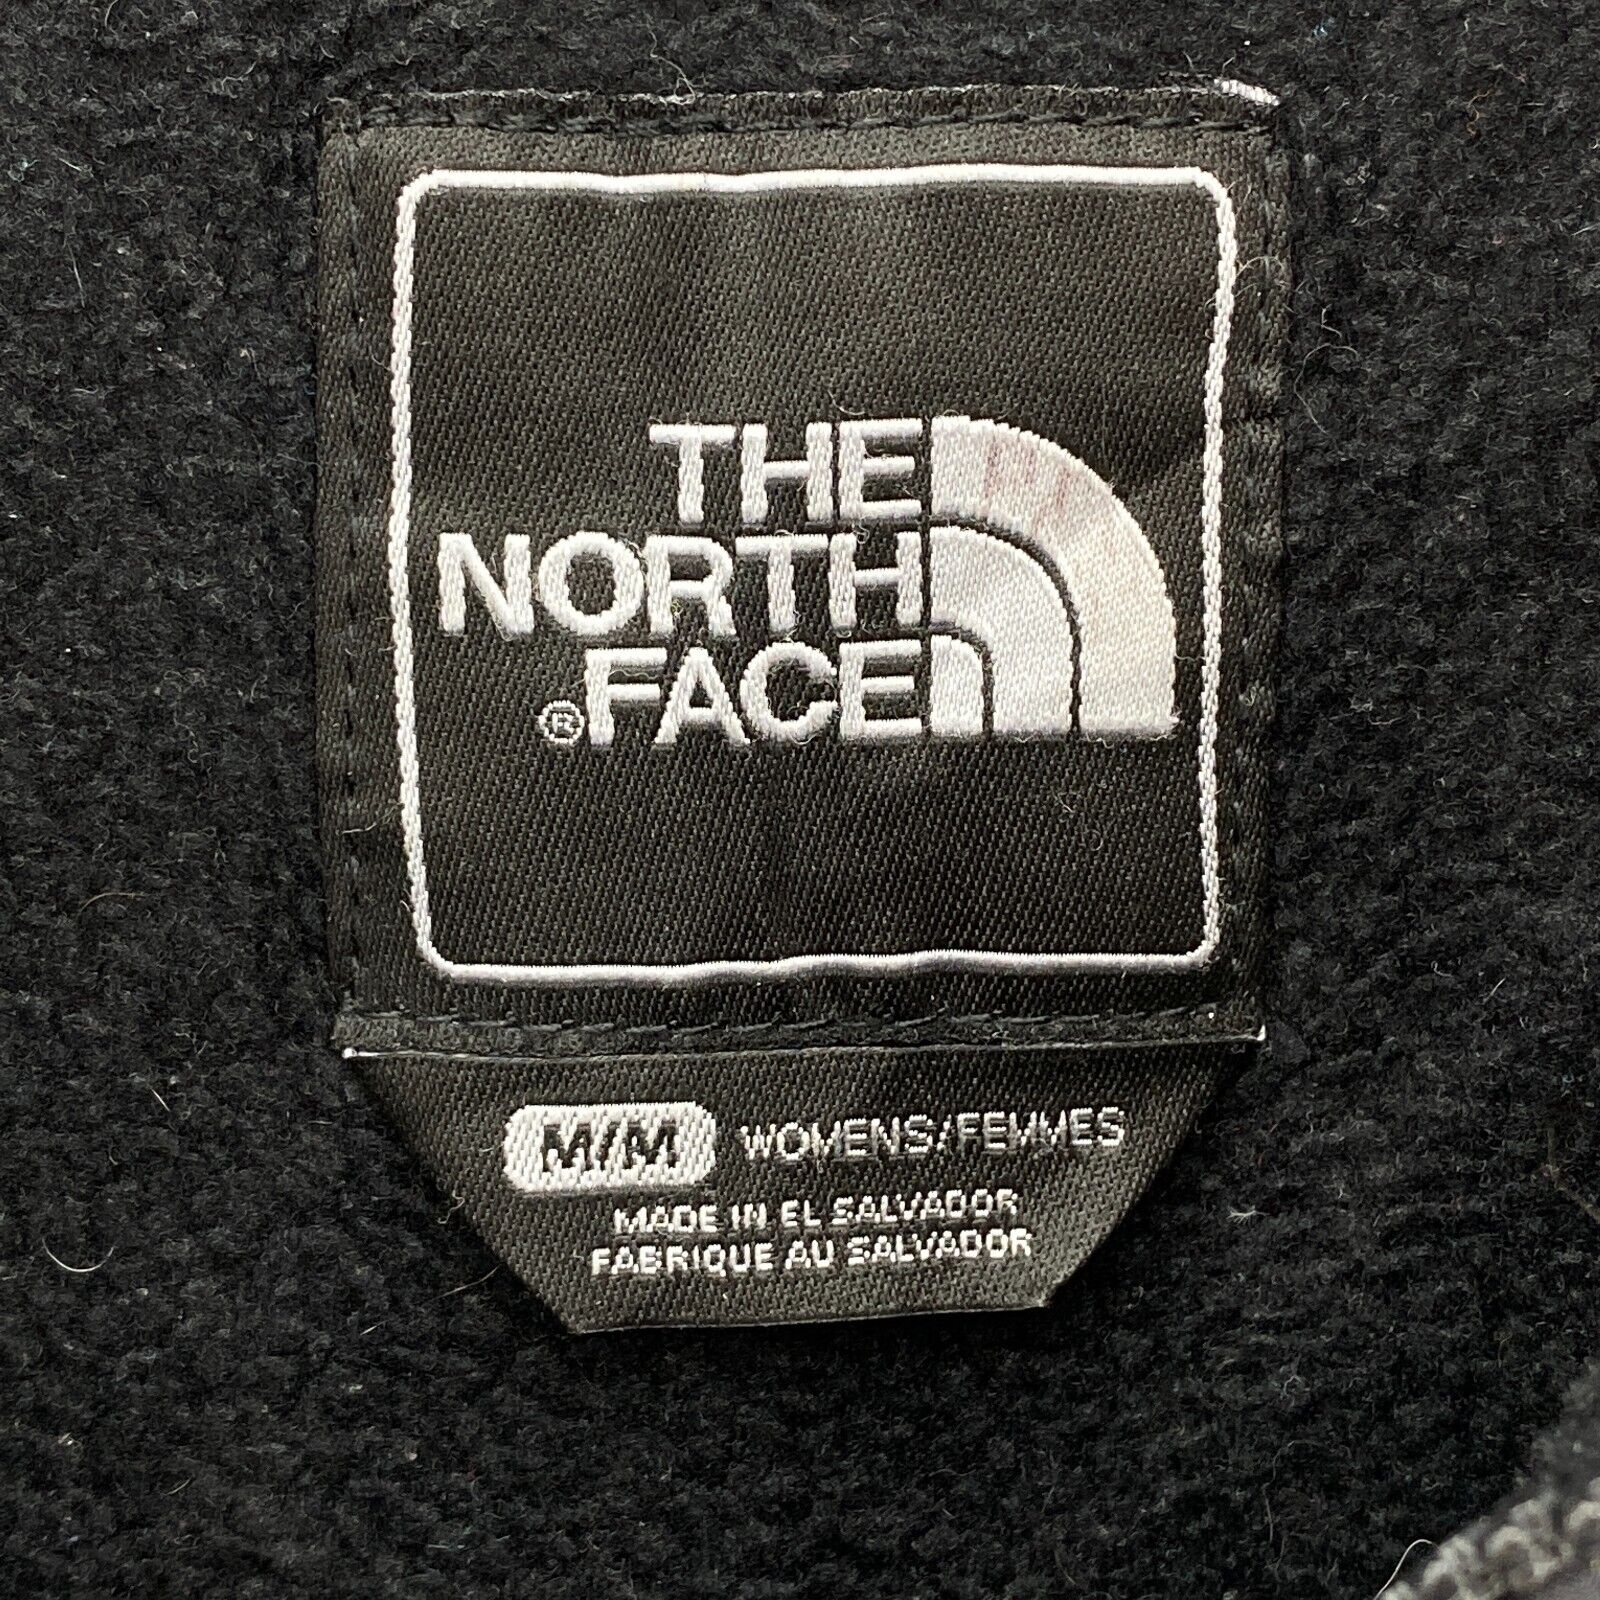 THE
NORTH
®FACE
M/M WOMENS/FEMMES
MADE IN EL SALVADOR
FABRIQUE AU SALVADOR